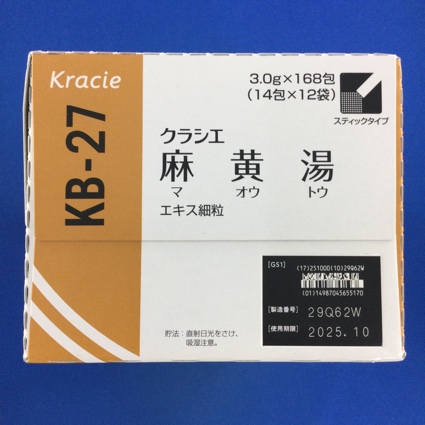 Kracie
KB-27
3.0g×168包
(14包×12袋)
スティックタイプ
クラシエ
麻黄湯
マ オウ トウ
エキス細粒
[GS1]
(17)251000(10)29Q62W
(01)14987045655170
[製造番号] 29Q62W
[使用期限] 2025.10
貯法：直射日光をさけ、
吸湿注意。